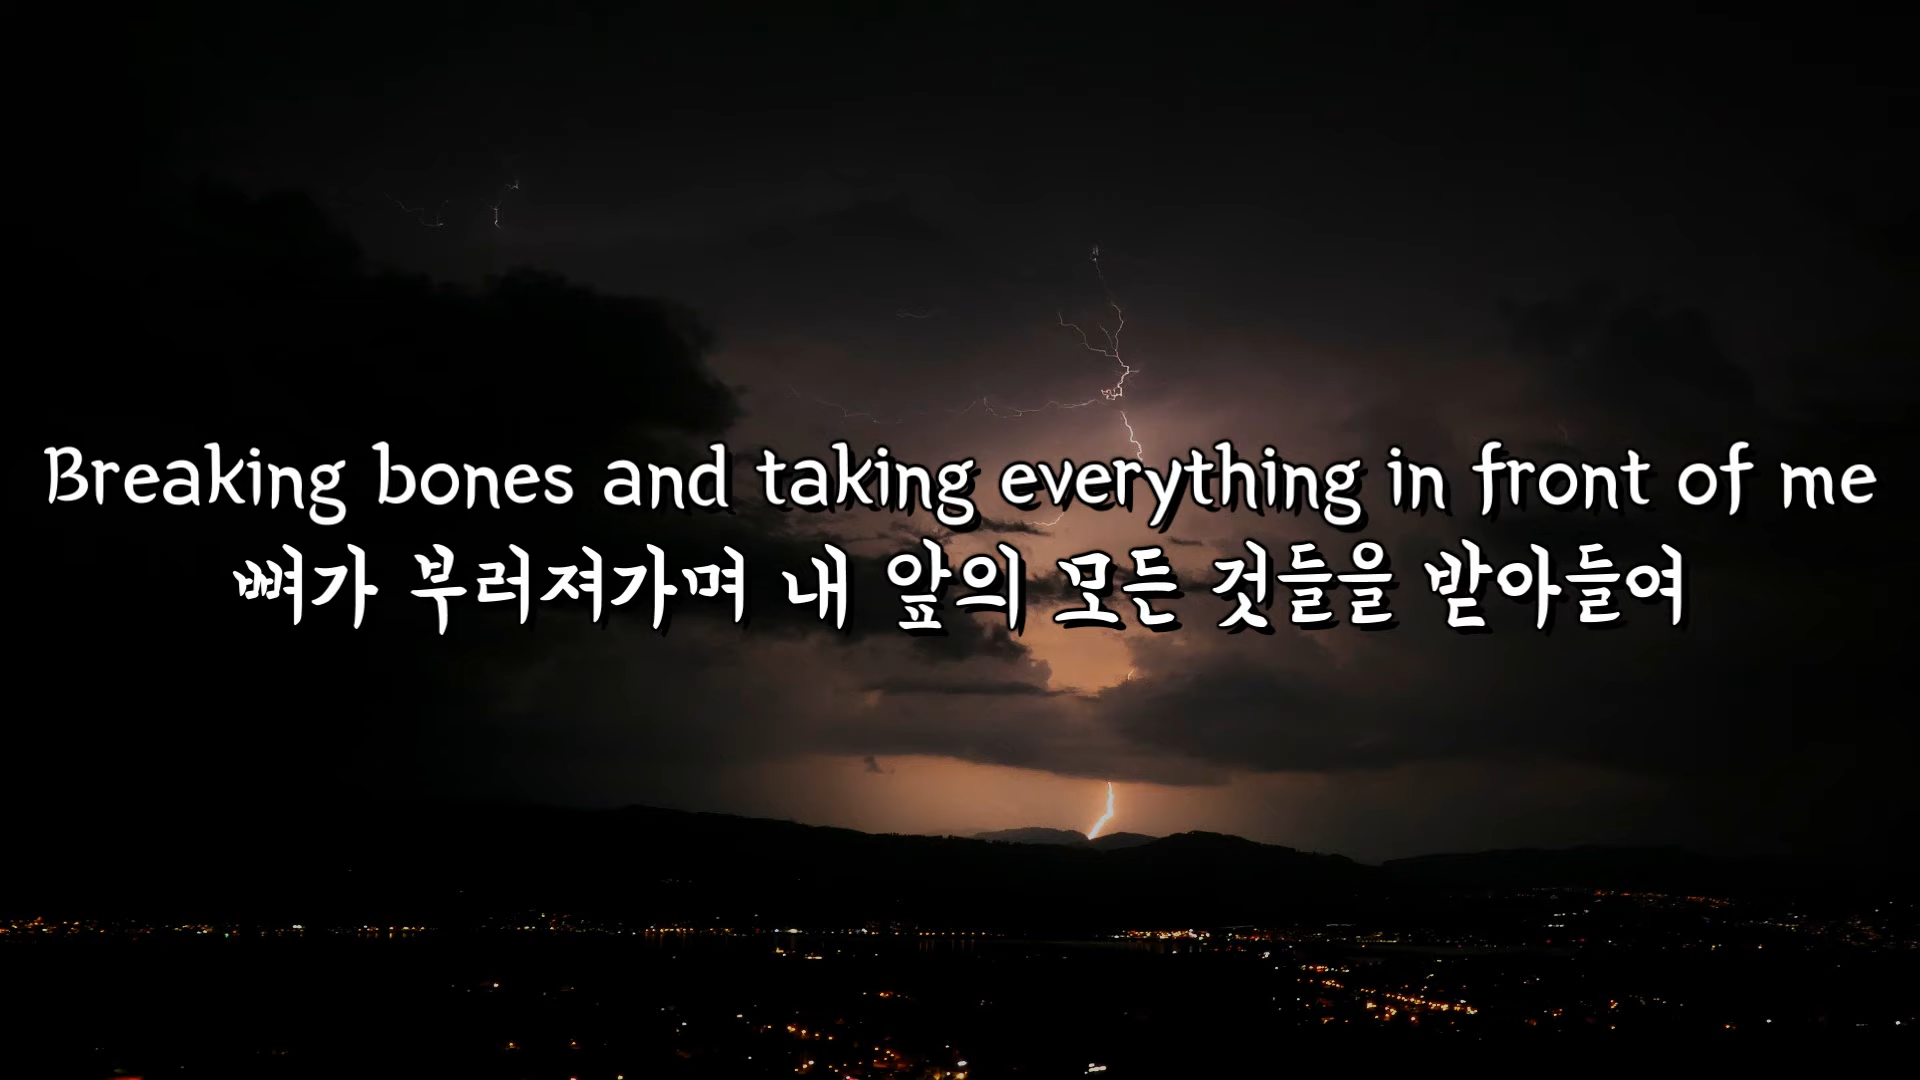 Breaking bones and taking everything in front of me
뼈가 부러져가며 내 앞의 모든 것들을 받아들여